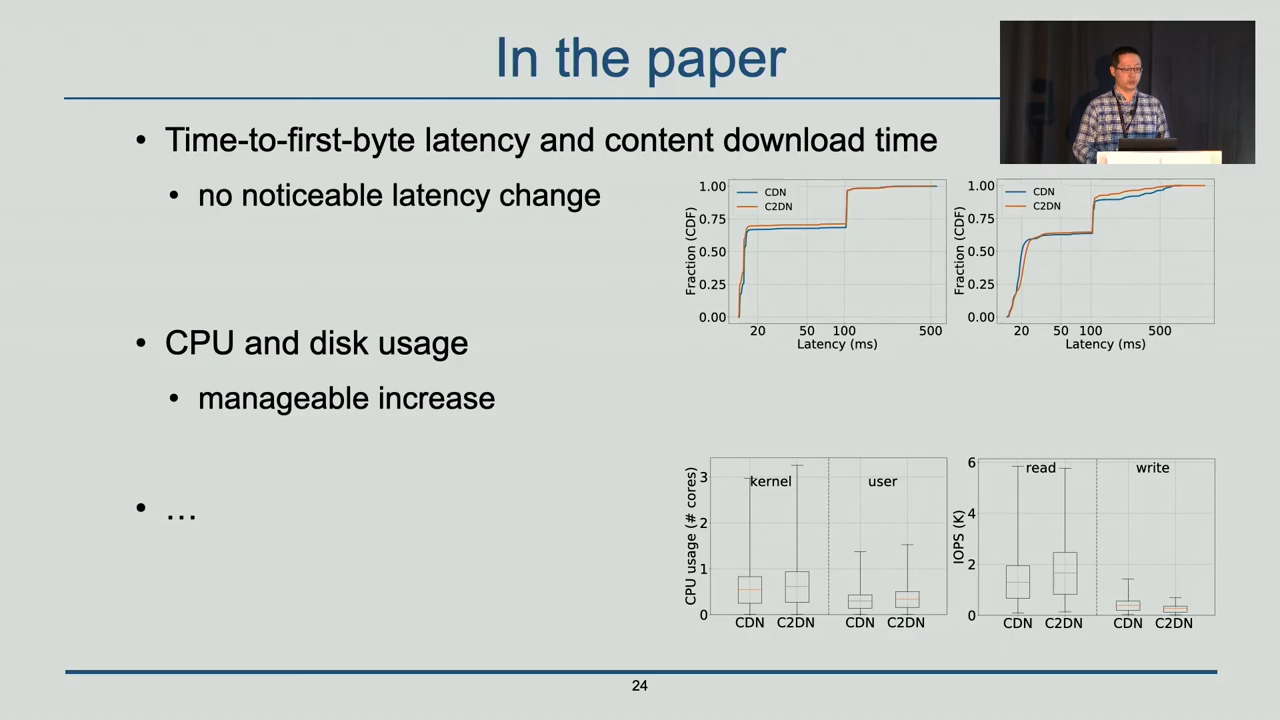 In the paper
• Time-to-first-byte latency and content download time
• no noticeable latency change
1.00
0.75
0.50
0.25
0.00
Fraction (CDF)
CDN
C2DN
20 50 100 500
Latency (ms)
1.00
0.75
0.50
0.25
0.00
Fraction (CDF)
CDN
C2DN
20 50 100 500
Latency (ms)
• CPU and disk usage
• manageable increase
• …
CPU usage (# cores)
3
2
1
0
kernel user
CDN C2DN CDN C2DN
IOPS (K)
6
4
2
0
read write
CDN C2DN CDN C2DN
24